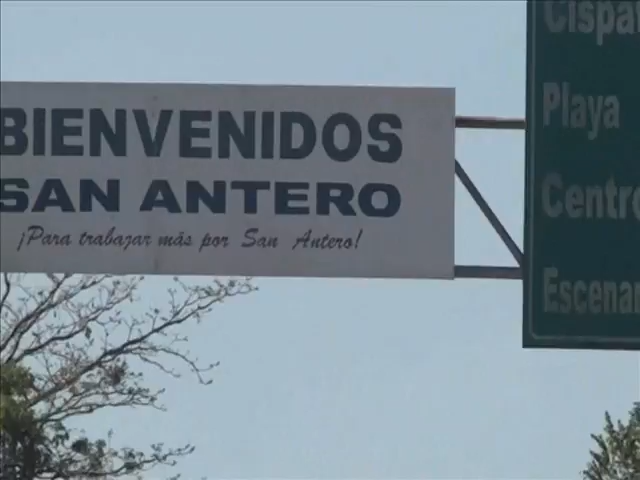 BIENVENIDOS
SAN ANTERO
¡Para trabajar más por San Antero!
Cispa
Playa
Centro
Escenar